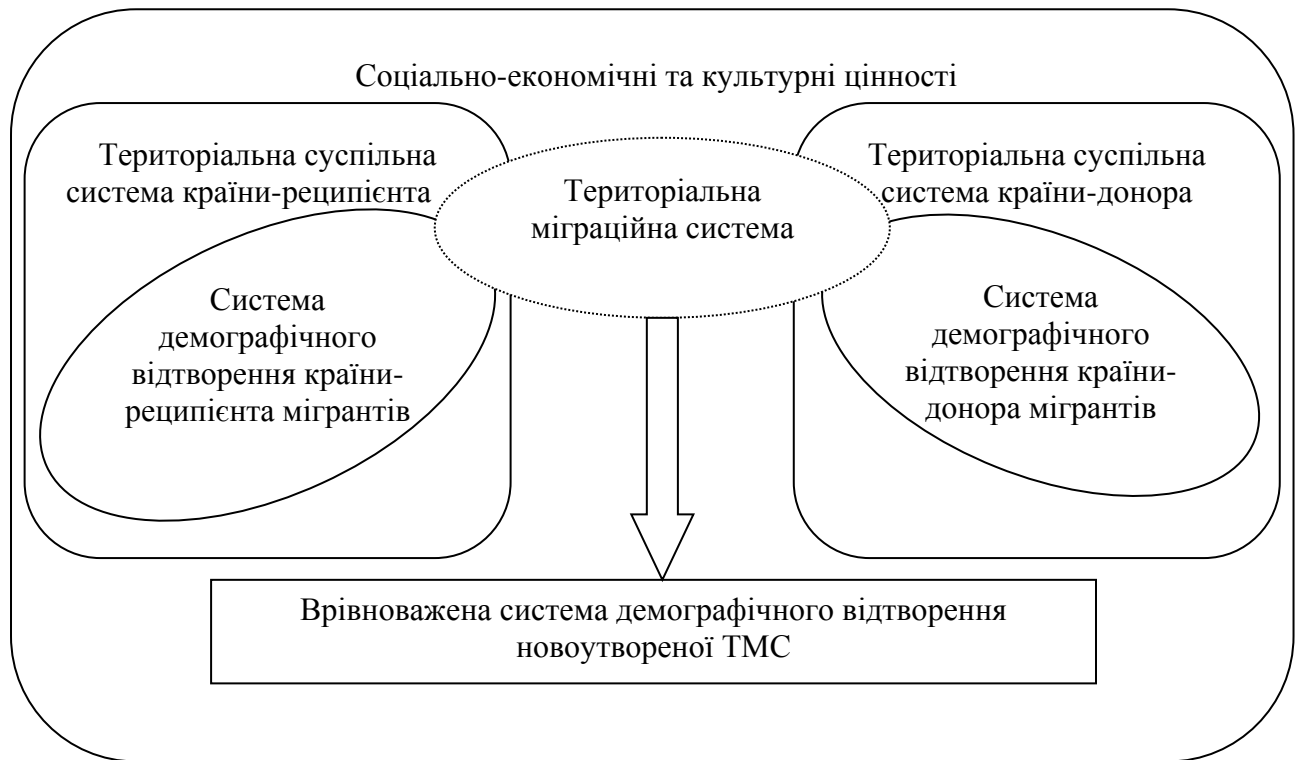 Соціально-економічні та культурні цінності
Територіальна суспільна
система країни-реципієнта
Територіальна
міграційна система
Територіальна суспільна
система країни-донора
Система
демографічного
відтворення країни-
реципієнта мігрантів
Система
демографічного
відтворення країни-
донора мігрантів
Врівноважена система демографічного відтворення
новоутвореної ТМС